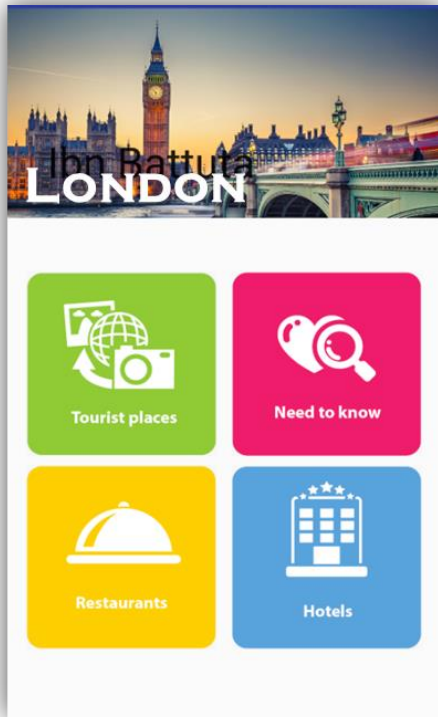 Ibn Battuta
LONDON
Tourist places
Need to know
Restaurants
Hotels